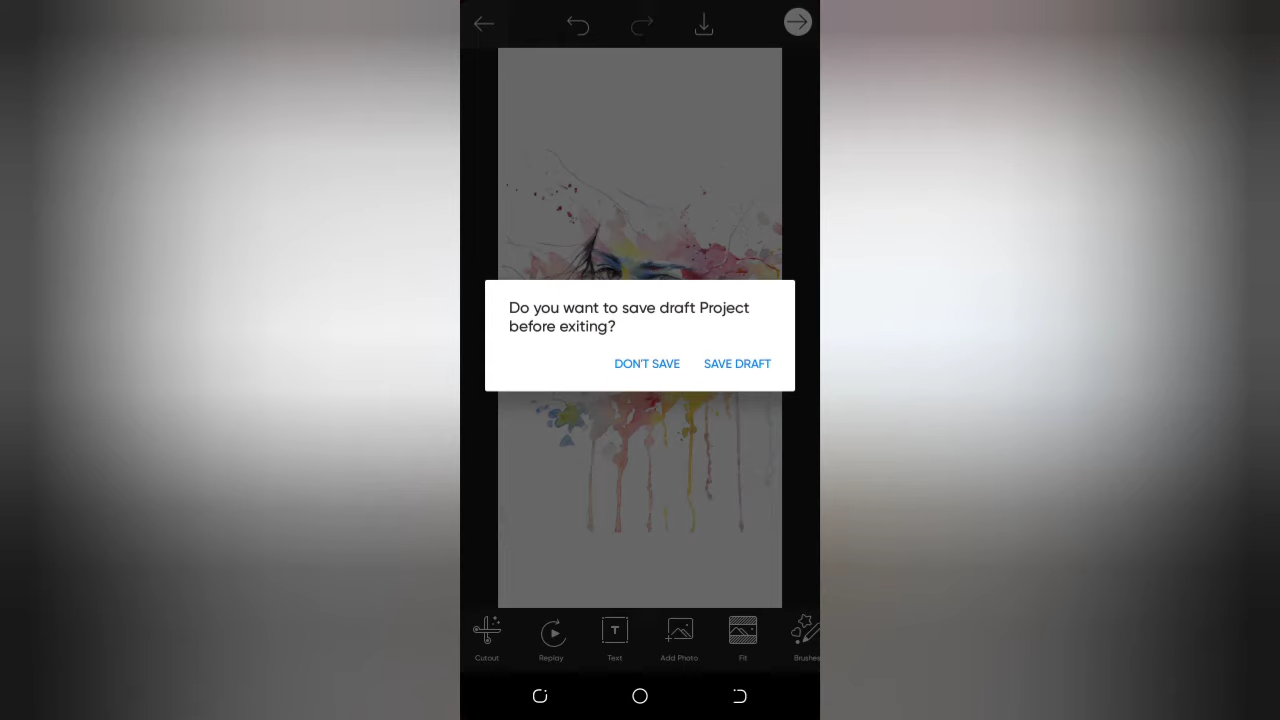 Do you want to save draft Project
before exiting?
DON'T SAVE SAVE DRAFT
T
Cutout Replay Text Add Photo Fit Brushes